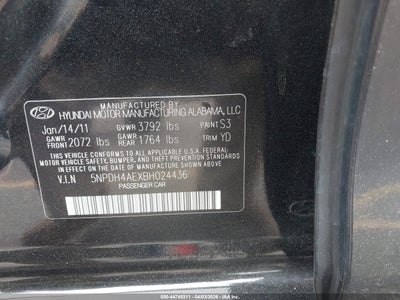 MANUFACTURED BY
HYUNDAI MOTOR MANUFACTURING ALABAMA, LLC
Jan/14/11 GVWR 3792 lbs PAINT S3
GAWR FRONT 2072 lbs GAWR REAR 1764 lbs TRIM YD
THIS VEHICLE CONFORMS TO ALL APPLICABLE U.S. FEDERAL
MOTOR VEHICLE SAFETY, BUMPER, AND THEFT PREVENTION
STANDARDS IN EFFECT ON THE DATE OF MANUFACTURE SHOWN ABOVE.
V.I.N 5NPDH4AEXBH024436
PASSENGER CAR